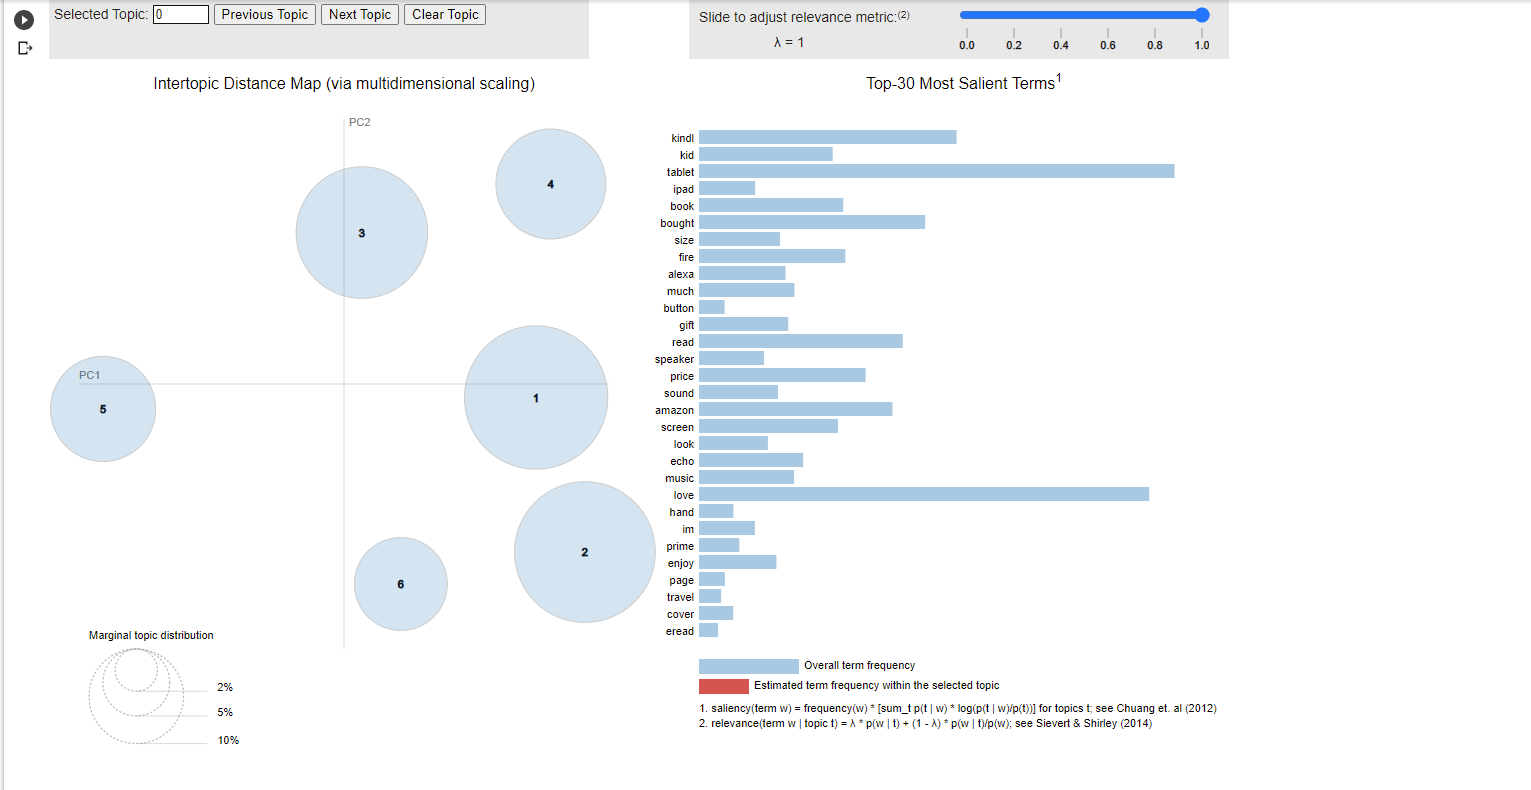 Selected Topic: 0 Previous Topic Next Topic Clear Topic
Slide to adjust relevance metric:(2)
λ = 1
0.0 0.2 0.4 0.6 0.8 1.0
Intertopic Distance Map (via multidimensional scaling)
PC2
PC1
4
3
5
1
2
6
Marginal topic distribution
2%
5%
10%
Top-30 Most Salient Terms1
kindl
kid
tablet
ipad
book
bought
size
fire
alexa
much
button
gift
read
speaker
price
sound
amazon
screen
look
echo
music
love
hand
im
prime
enjoy
page
travel
cover
eread
Overall term frequency
Estimated term frequency within the selected topic
1. saliency(term w) = frequency(w) * [sum_t p(t | w) * log(p(t | w)/p(t))] for topics t; see Chuang et. al (2012)
2. relevance(term w | topic t) = λ * p(w | t) + (1 - λ) * p(w | t)/p(w); see Sievert & Shirley (2014)